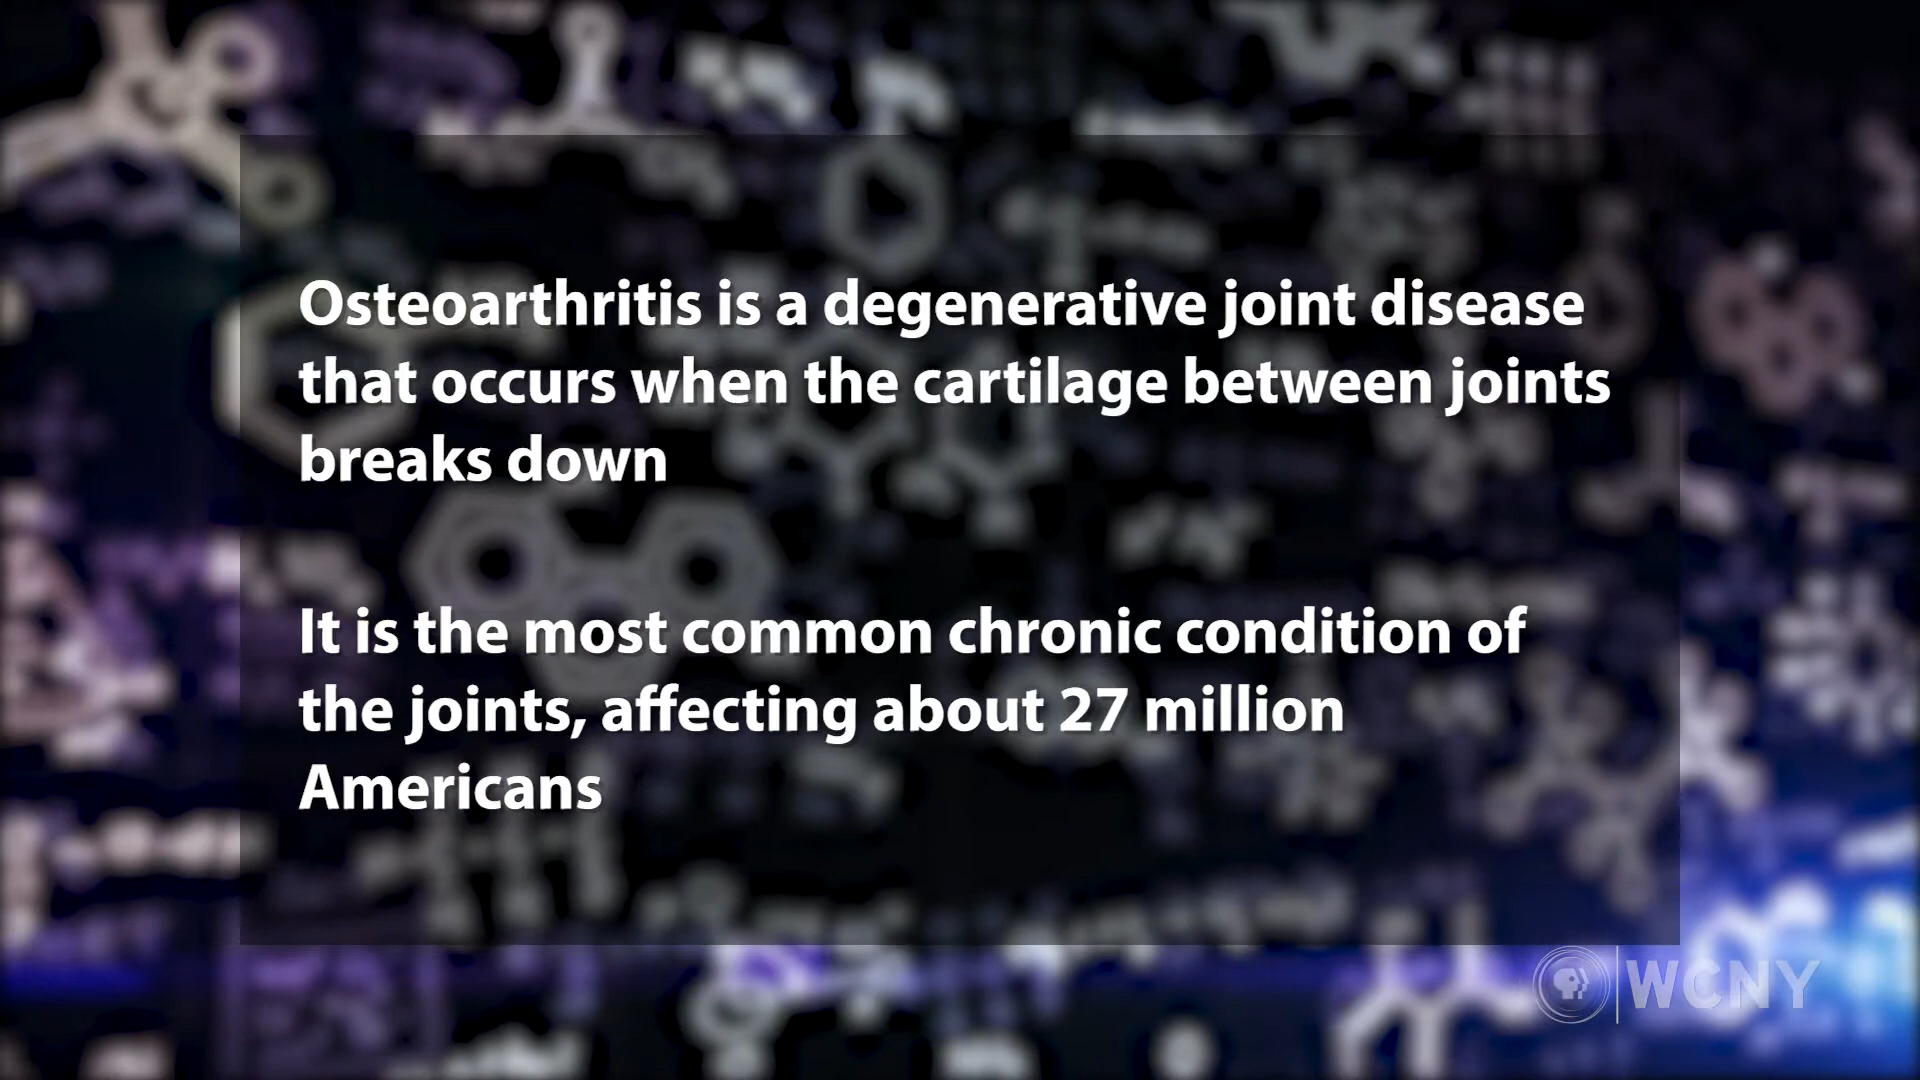 Osteoarthritis is a degenerative joint disease
that occurs when the cartilage between joints
breaks down
It is the most common chronic condition of
the joints, affecting about 27 million
Americans
WCNY